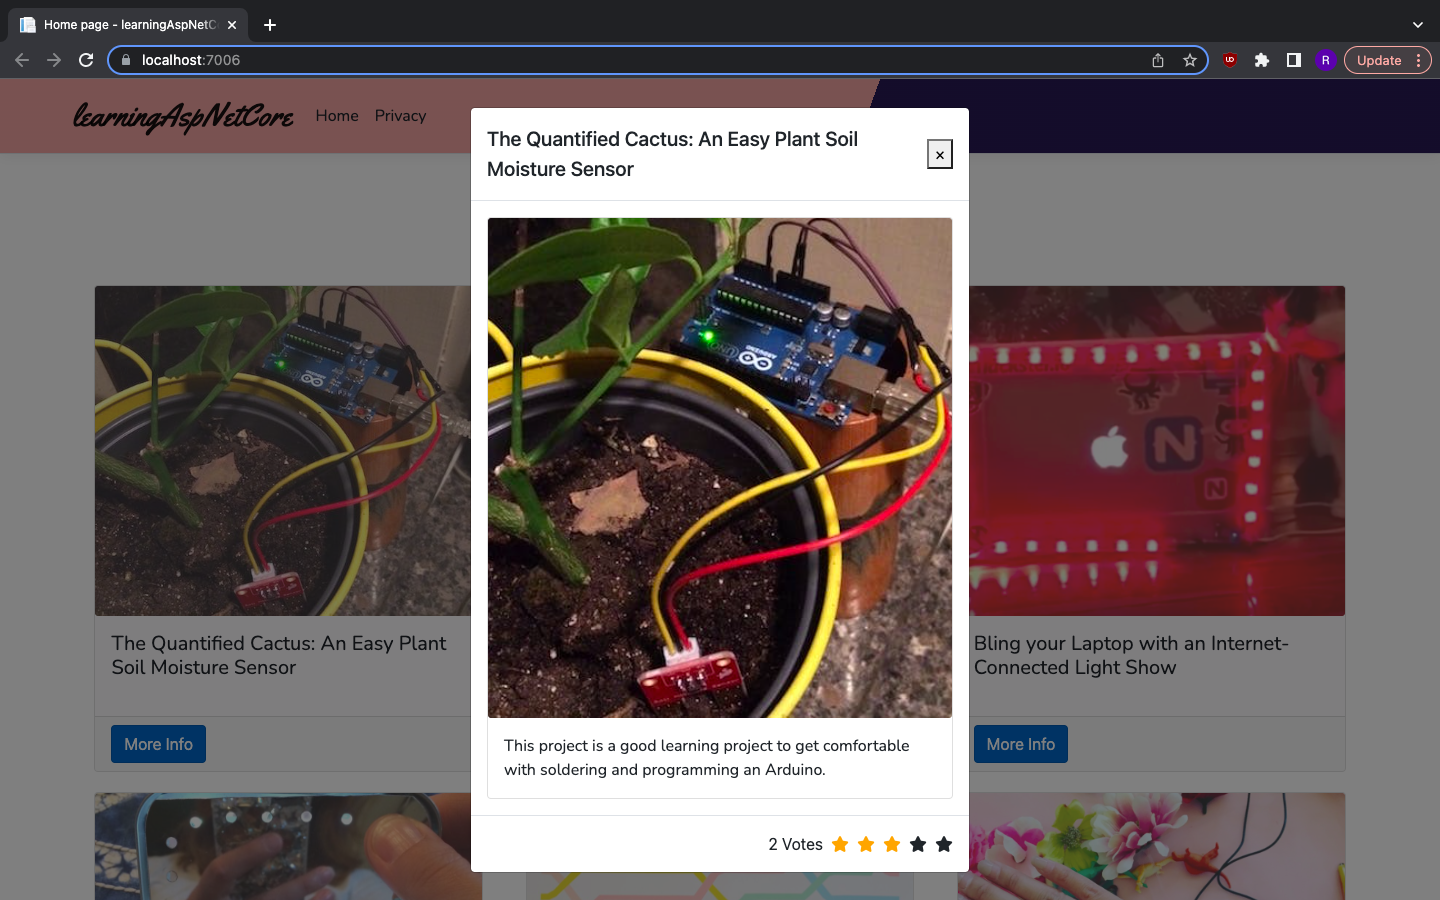 Home page - learningAspNetC
localhost:7006
R
Update
learningAspNetCore
Home
Privacy
The Quantified Cactus: An Easy Plant Soil
Moisture Sensor
×
UNO
ARDUINO
The Quantified Cactus: An Easy Plant
Soil Moisture Sensor
More Info
This project is a good learning project to get comfortable
with soldering and programming an Arduino.
2 Votes
N
N
Bling your Laptop with an Internet-
Connected Light Show
More Info